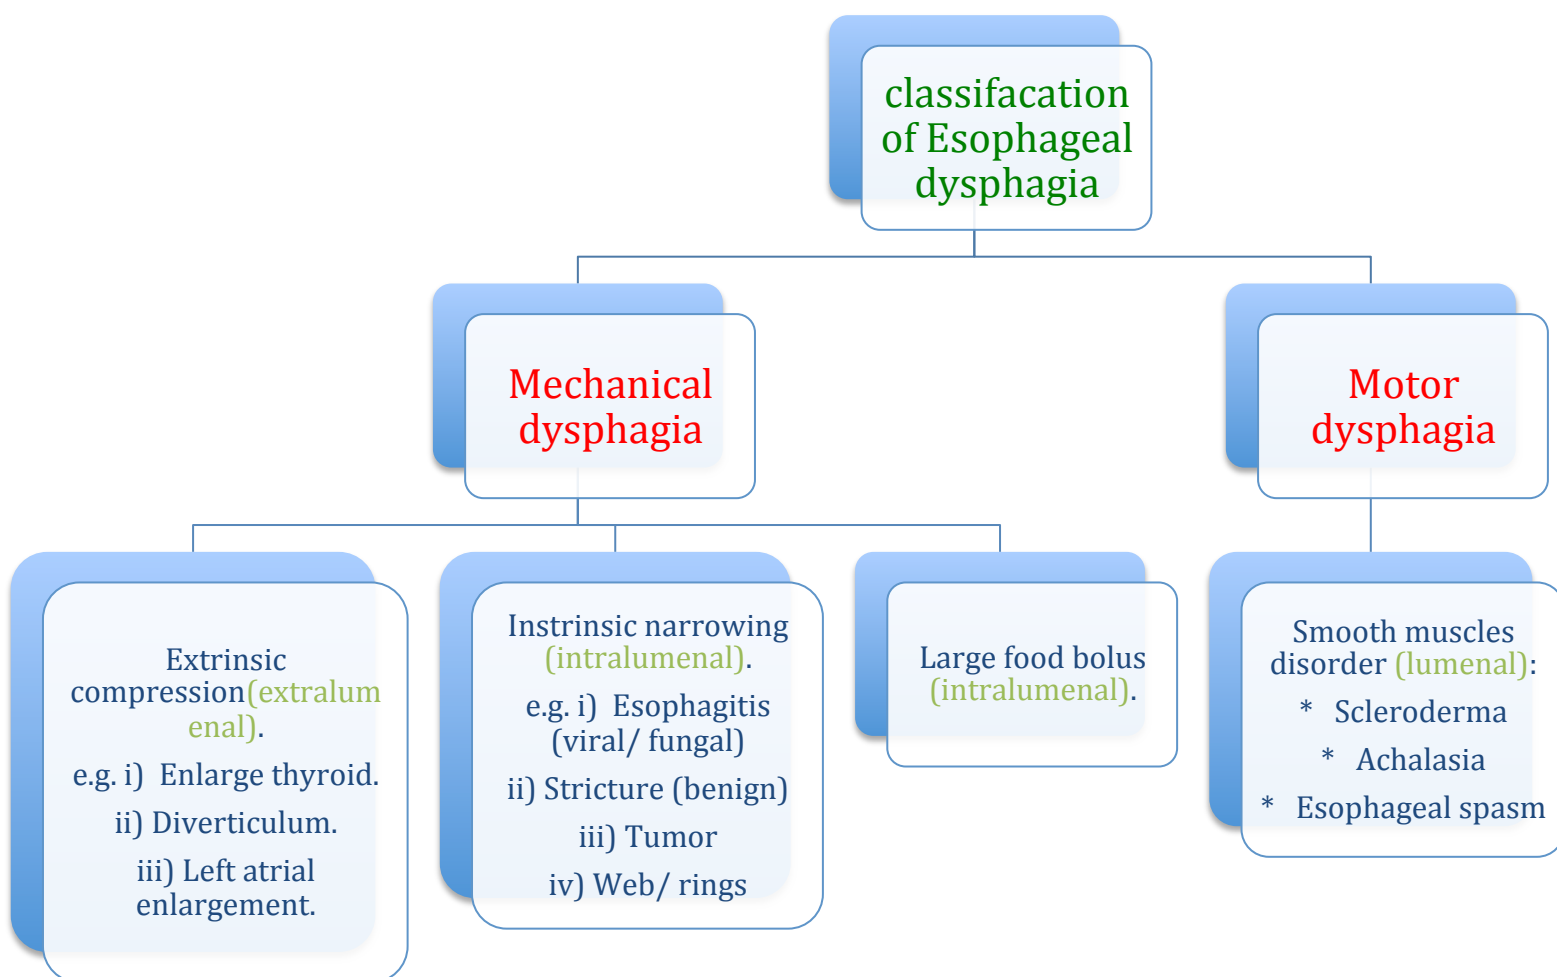 classifacation
of Esophageal
dysphagia
Mechanical
dysphagia
Motor
dysphagia
Extrinsic
compression(extralum
enal).
e.g. i)  Enlarge thyroid.
ii) Diverticulum.
iii) Left atrial
enlargement.
Instrinsic narrowing
(intralumenal).
e.g. i)  Esophagitis
(viral/ fungal)
ii) Stricture (benign)
iii) Tumor
iv) Web/ rings
Large food bolus
(intralumenal).
Smooth muscles
disorder (lumenal):
*   Scleroderma
*   Achalasia
*   Esophageal spasm